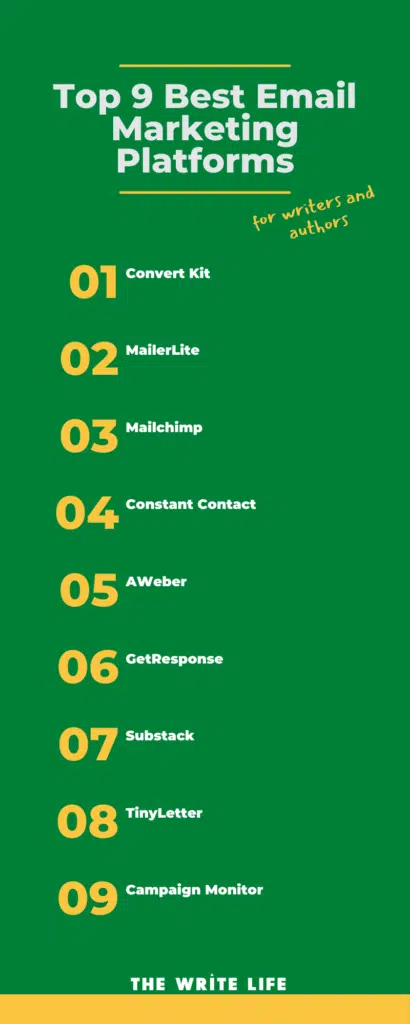 Top 9 Best Email
Marketing
Platforms
for writers and
authors
01 Convert Kit
02 MailerLite
03 Mailchimp
04 Constant Contact
05 AWeber
06 GetResponse
07 Substack
08 TinyLetter
09 Campaign Monitor
THE WRITE LIFE